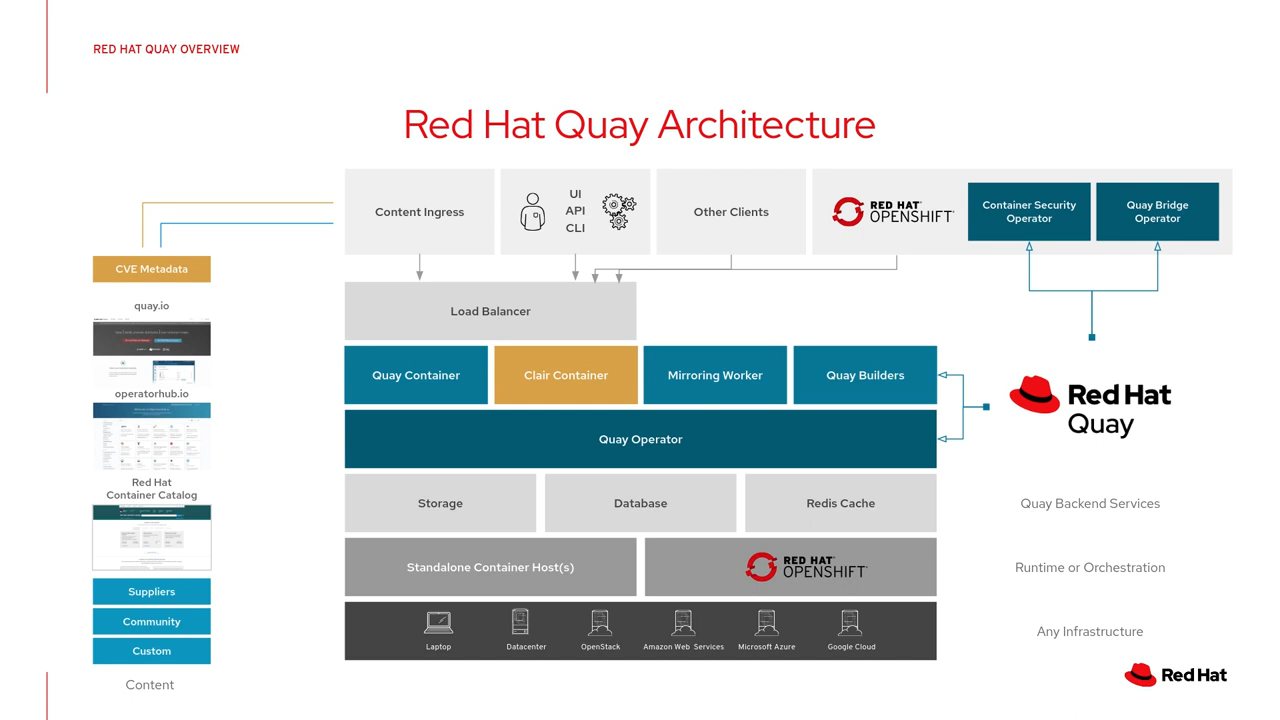 RED HAT QUAY OVERVIEW
Red Hat Quay Architecture
Content Ingress
UI
API
CLI
Other Clients
RED HAT
OPENSHIFT
Container Security
Operator
Quay Bridge
Operator
CVE Metadata
quay.io
operatorhub.io
Red Hat
Container Catalog
Suppliers
Community
Custom
Content
Load Balancer
Quay Container
Clair Container
Mirroring Worker
Quay Builders
Quay Operator
Red Hat
Quay
Storage
Database
Redis Cache
Quay Backend Services
Standalone Container Host(s)
RED HAT
OPENSHIFT
Runtime or Orchestration
Laptop
Datacenter
OpenStack
Amazon Web Services
Microsoft Azure
Google Cloud
Any Infrastructure
Red Hat